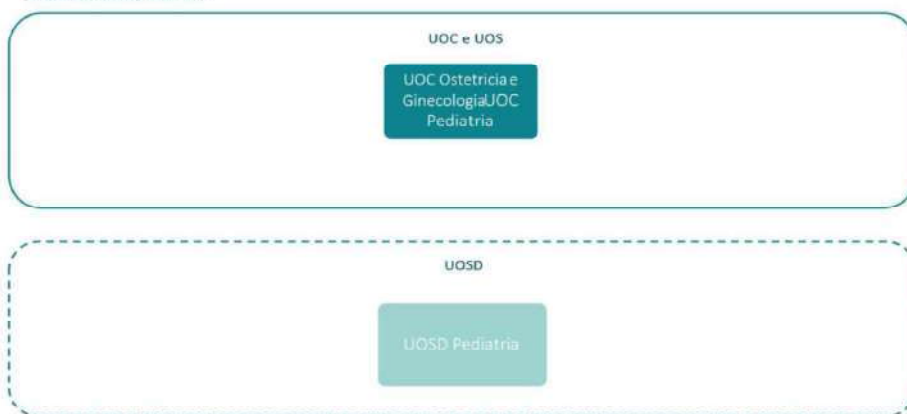 UOC e UOS
UOC Ostetricia e
GinecologiaUOC
Pediatria
UOSD
UOSD Pediatria